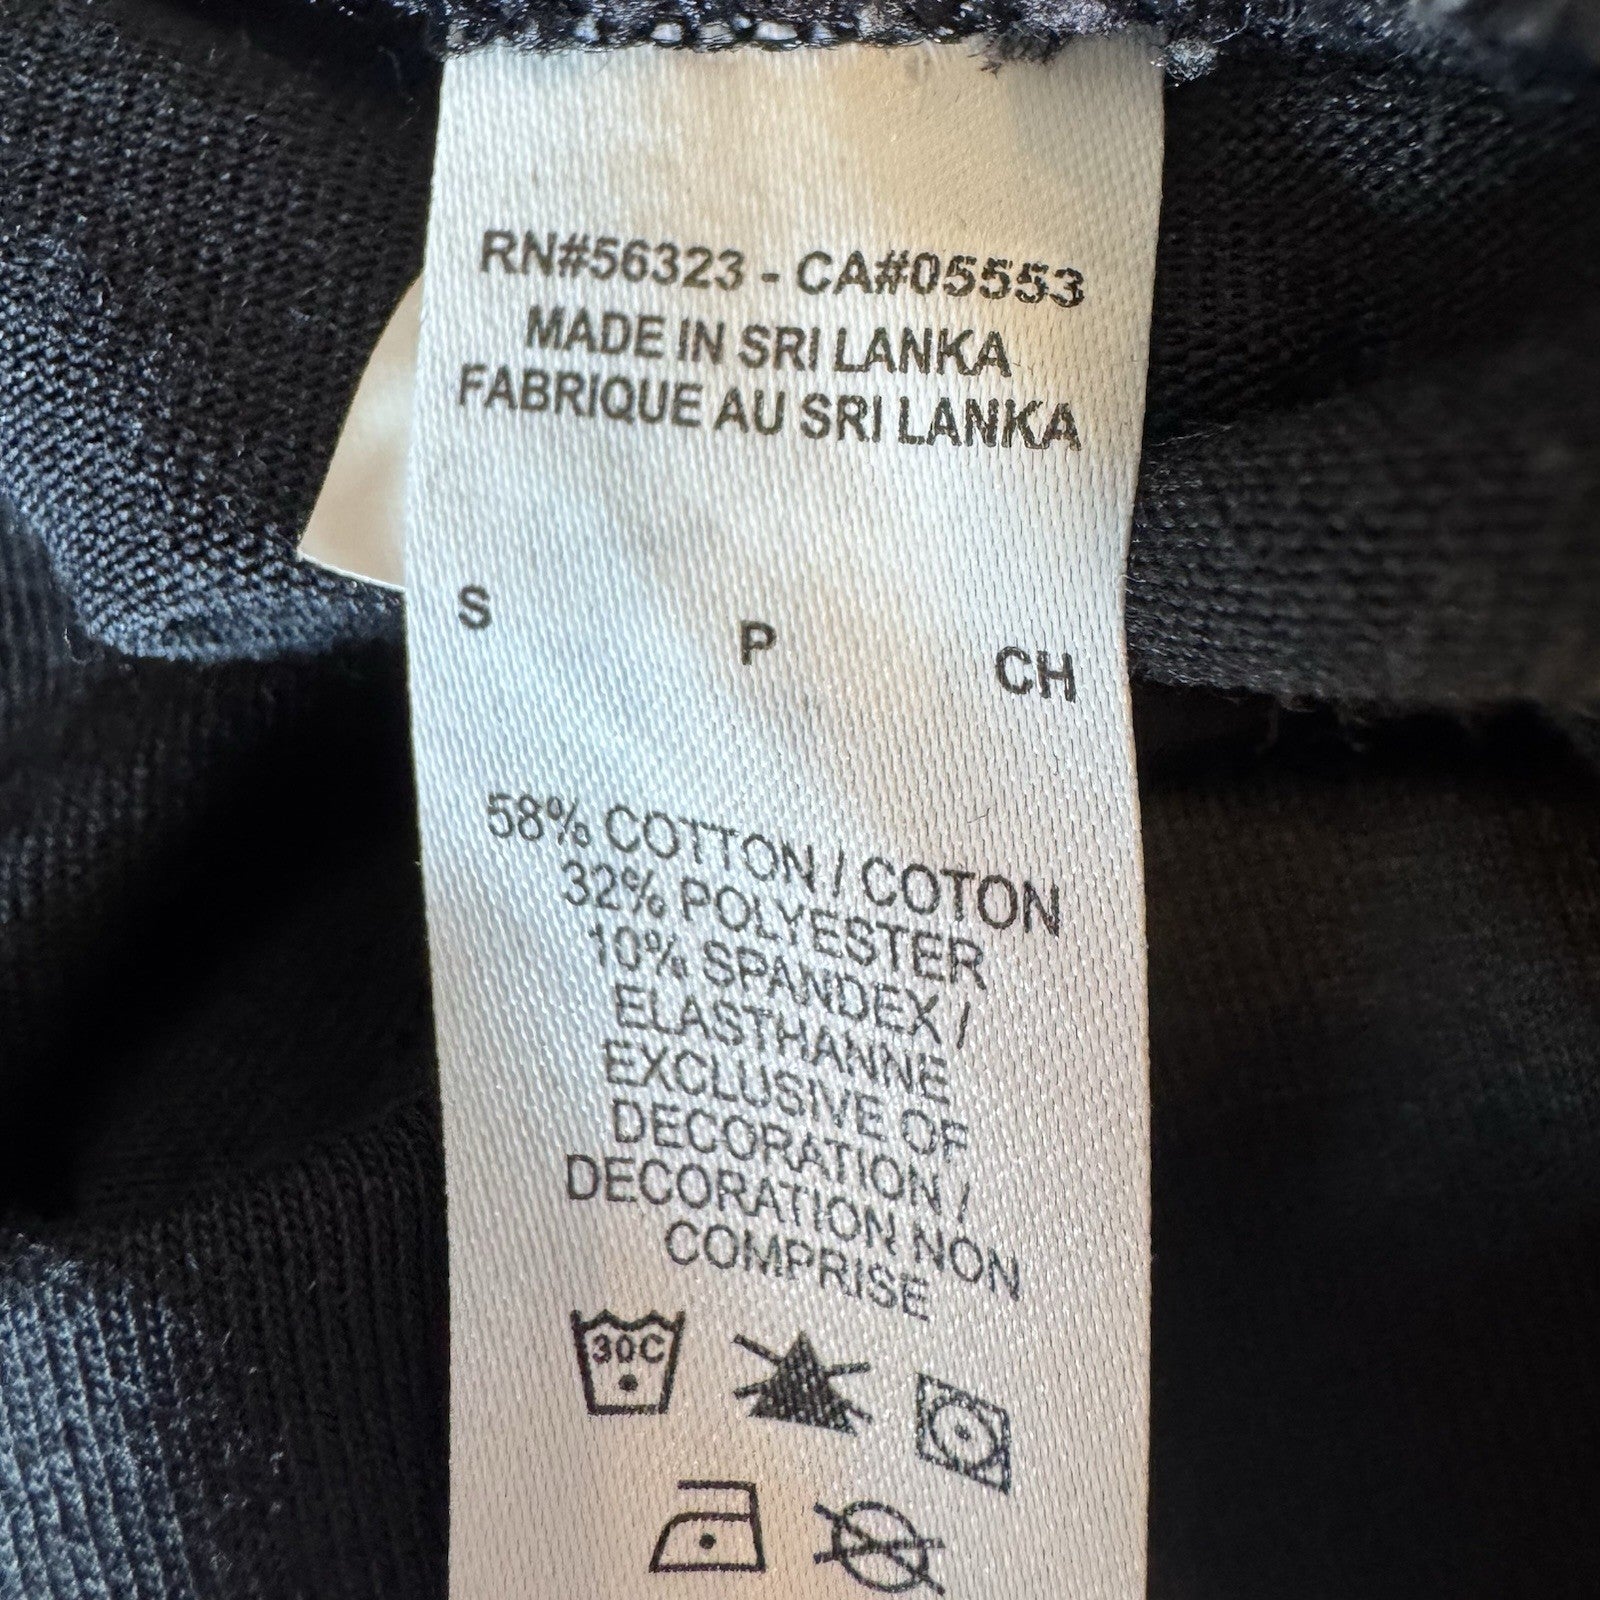 RN#56323 - CA#05553
MADE IN SRI LANKA
FABRIQUE AU SRI LANKA
S P CH
58% COTTON / COTON
32% POLYESTER
10% SPANDEX /
ELASTHANNE
EXCLUSIVE OF
DECORATION /
DECORATION NON
COMPRISE
30C